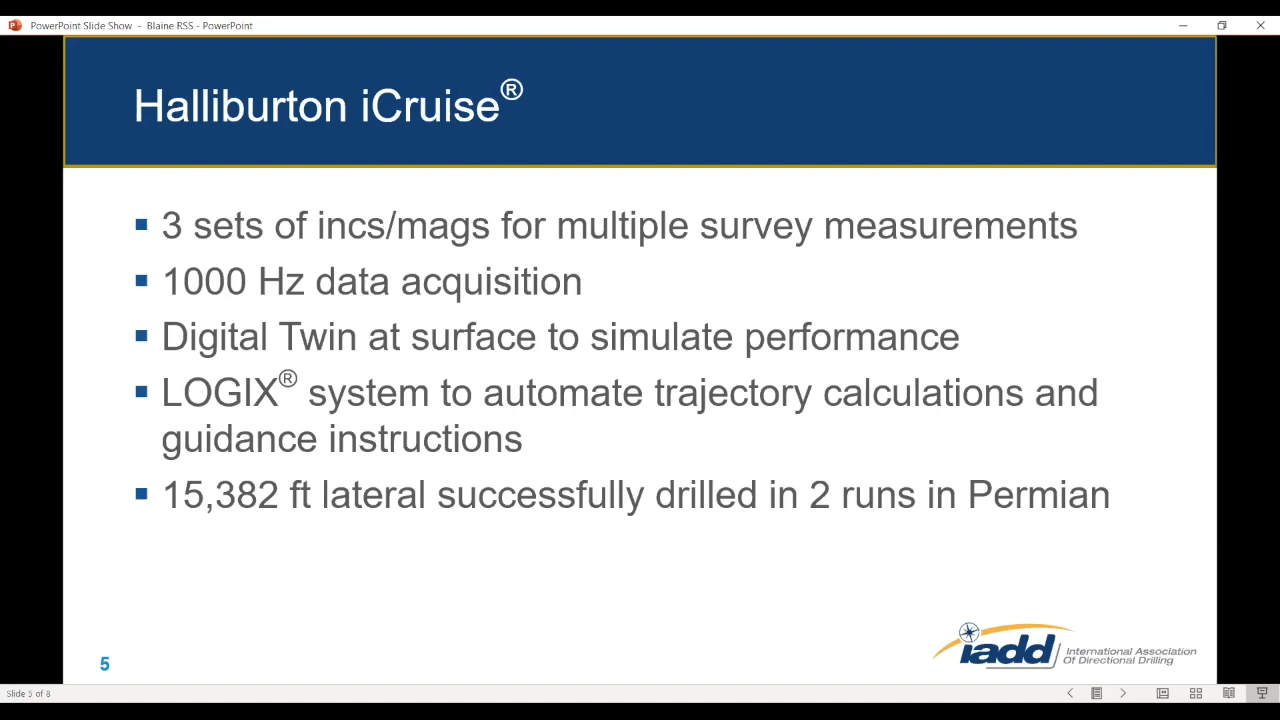 PowerPoint Slide Show - Blaine RSS - PowerPoint
Halliburton iCruise®
▪ 3 sets of incs/mags for multiple survey measurements
▪ 1000 Hz data acquisition
▪ Digital Twin at surface to simulate performance
▪ LOGIX® system to automate trajectory calculations and
guidance instructions
▪ 15,382 ft lateral successfully drilled in 2 runs in Permian
iadd International Association
Of Directional Drilling
5
Slide 5 of 8